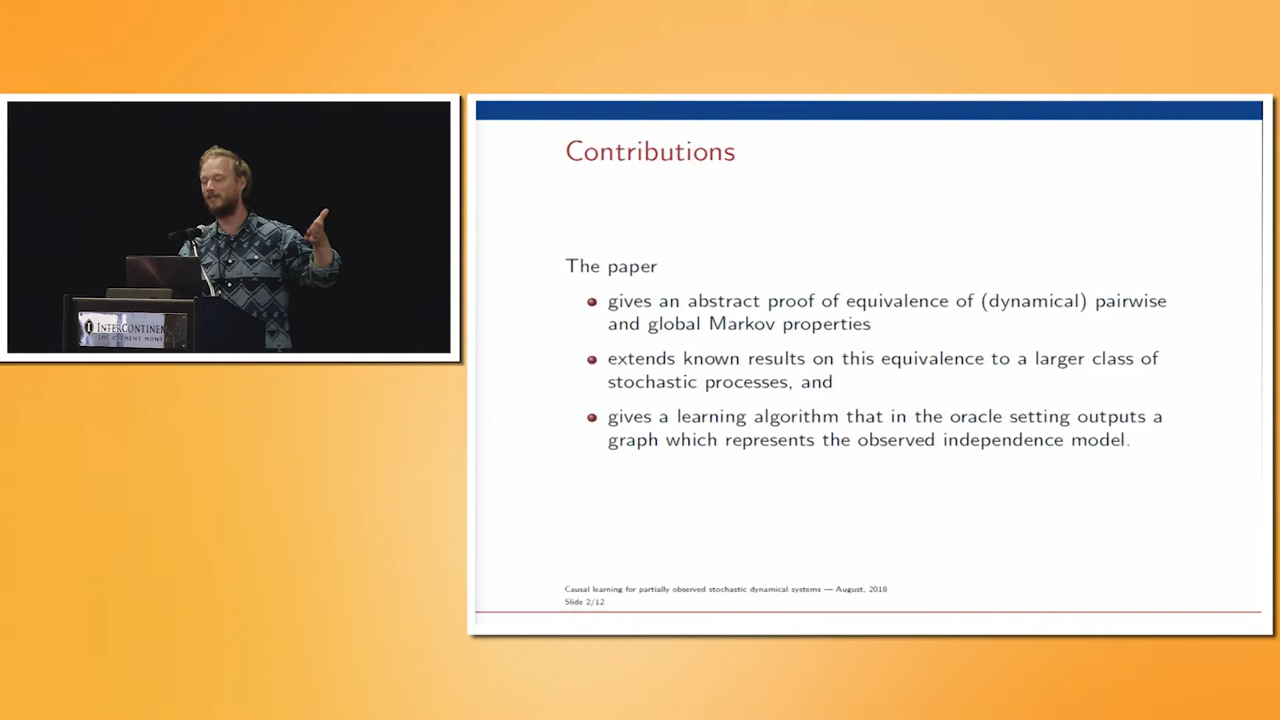 INTERCONTINEN
Contributions
The paper
gives an abstract proof of equivalence of (dynamical) pairwise
and global Markov properties
extends known results on this equivalence to a larger class of
stochastic processes, and
gives a learning algorithm that in the oracle setting outputs a
graph which represents the observed independence model.
Causal learning for partially observed stochastic dynamical systems — August, 2018
Slide 2/12